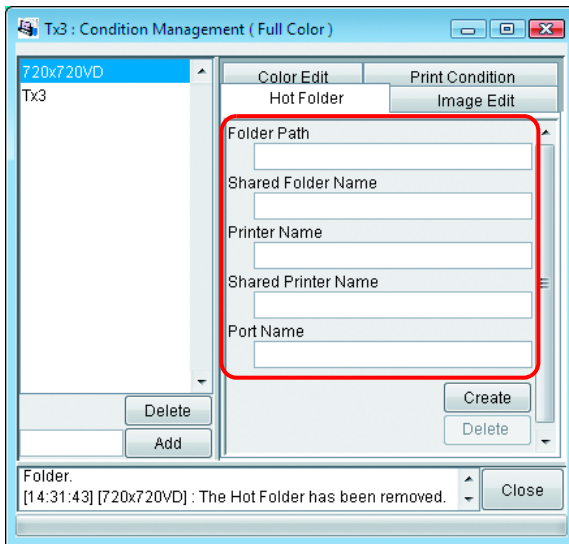 Tx3 : Condition Management ( Full Color )
720x720VD
Tx3
Delete
Add
Color Edit
Print Condition
Hot Folder
Image Edit
Folder Path
Shared Folder Name
Printer Name
Shared Printer Name
Port Name
Create
Delete
Folder.
[14:31:43] [720x720VD] : The Hot Folder has been removed.
Close